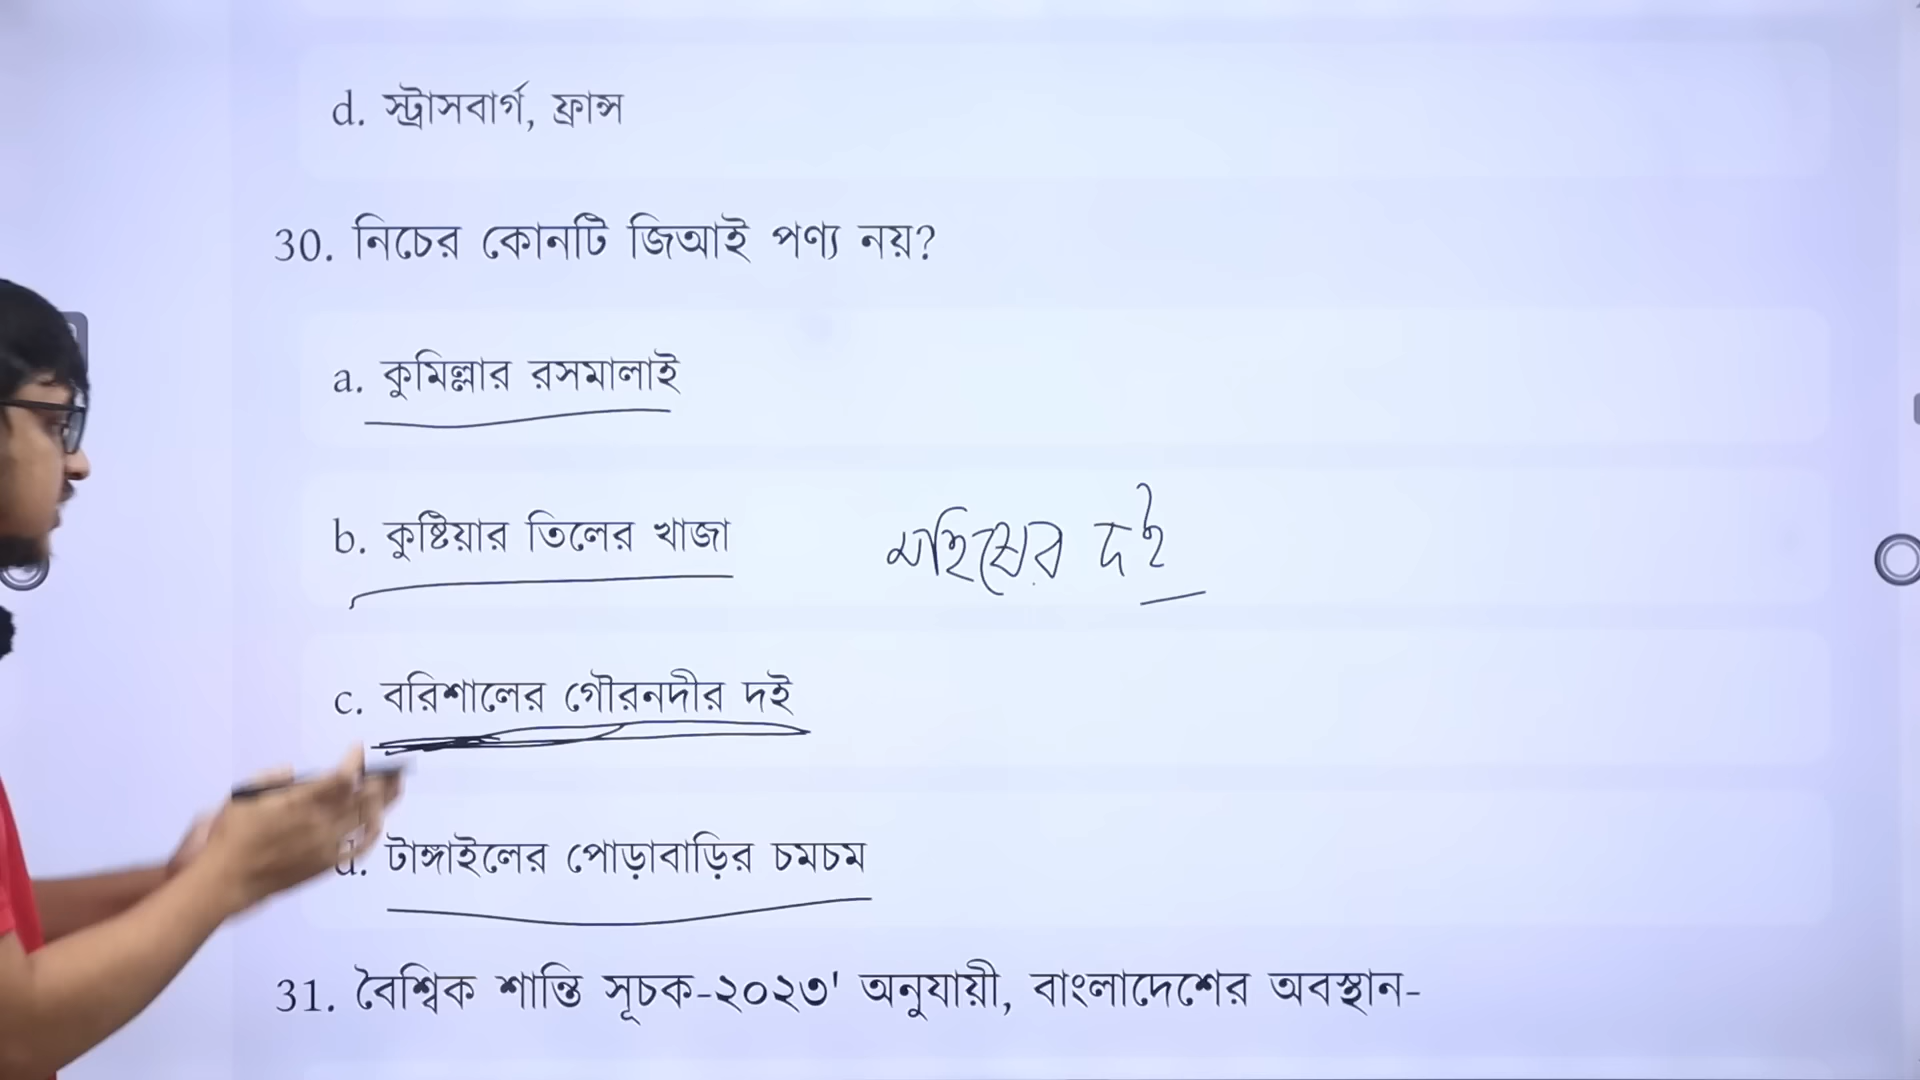 d. স্ট্রাসবার্গ, ফ্রান্স
30. নিচের কোনটি জিআই পণ্য নয়?
a. কুমিল্লার রসমালাই
b. কুষ্টিয়ার তিলের খাজা
মহিষের দই
c. বরিশালের গৌরনদীর দই
d. টাঙ্গাইলের পোড়াবাড়ির চমচম
31. বৈশ্বিক শান্তি সূচক-২০২৩' অনুযায়ী, বাংলাদেশের অবস্থান-